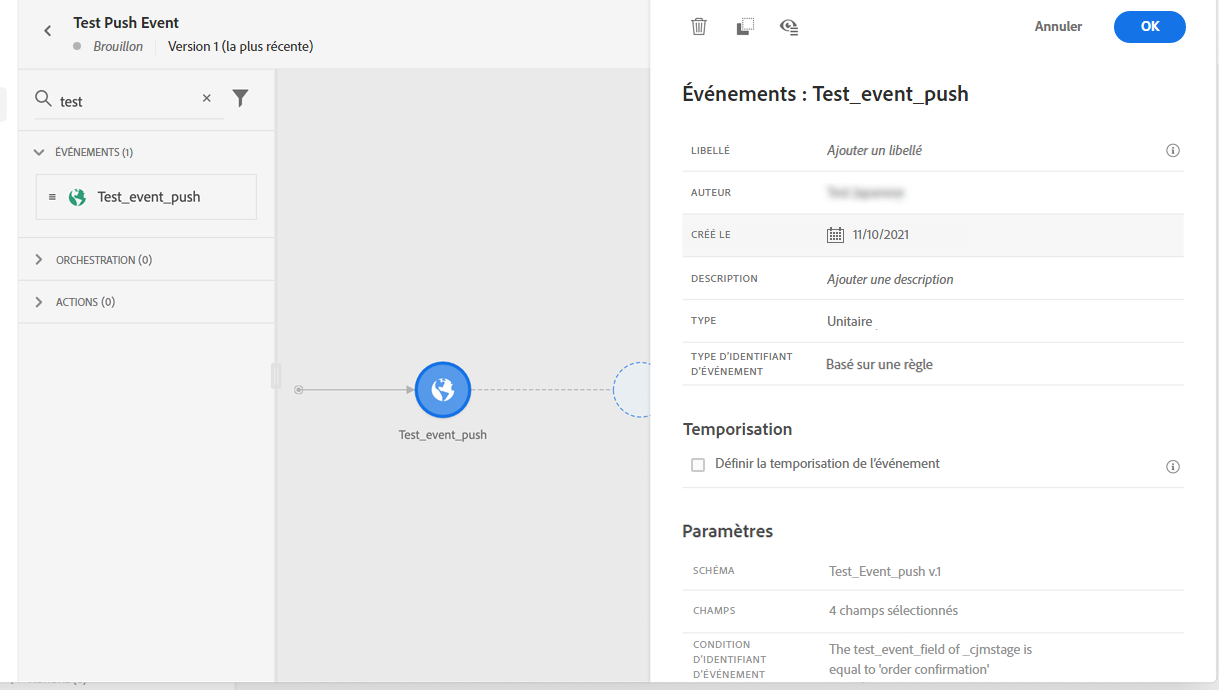 Test Push Event
Brouillon
Version 1 (la plus récente)
test
ÉVÉNEMENTS (1)
Test_event_push
ORCHESTRATION (0)
ACTIONS (0)
Test_event_push
Annuler
OK
Événements : Test_event_push
LIBELLÉ
Ajouter un libellé
AUTEUR
CRÉÉ LE
11/10/2021
DESCRIPTION
Ajouter une description
TYPE
Unitaire
TYPE D'IDENTIFIANT
D'ÉVÉNEMENT
Basé sur une règle
Temporisation
Définir la temporisation de l'événement
Paramètres
SCHÉMA
Test_Event_push v.1
CHAMPS
4 champs sélectionnés
CONDITION
D'IDENTIFIANT
D'ÉVÉNEMENT
The test_event_field of _cjmstage is
equal to 'order confirmation'